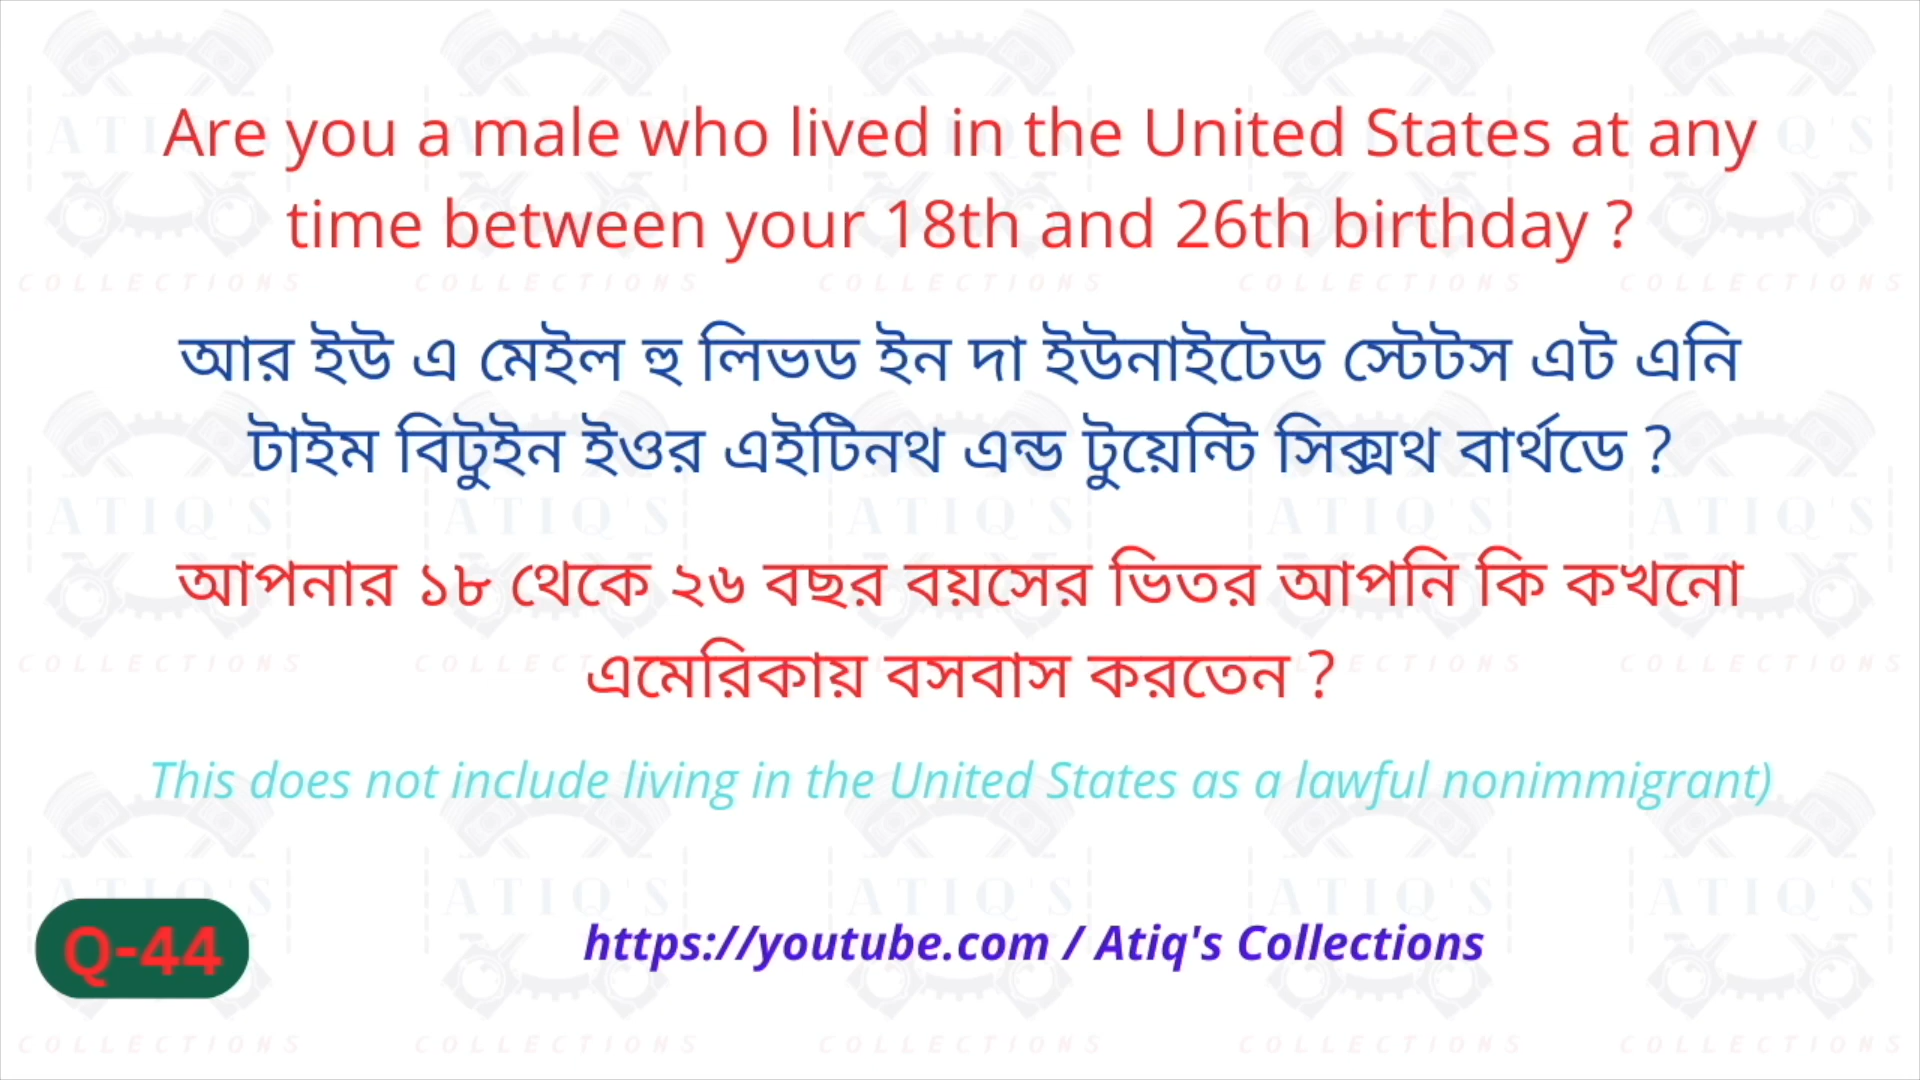 Are you a male who lived in the United States at any
time between your 18th and 26th birthday ?
আর ইউ এ মেইল হু লিভড ইন দা ইউনাইটেড স্টেটস এট এনি
টাইম বিটুইন ইওর এইটিনথ এন্ড টুয়েন্টি সিক্সথ বার্থডে ?
আপনার ১৮ থেকে ২৬ বছর বয়সের ভিতর আপনি কি কখনো
এমেরিকায় বসবাস করতেন ?
This does not include living in the United States as a lawful nonimmigrant)
Q-44
https://youtube.com / Atiq's Collections
ATIQ'S
COLLECTIONS